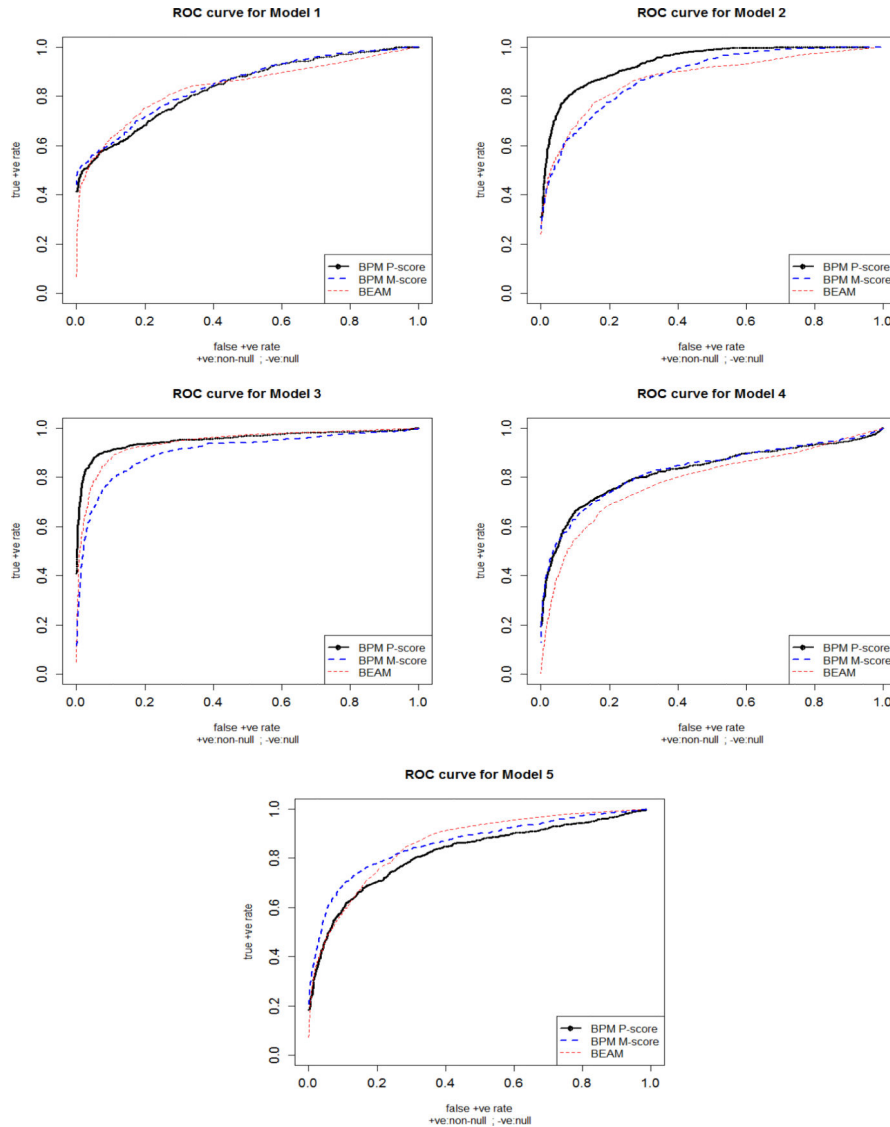 ROC curve for Model 1
true +ve rate
1.0
0.8
0.6
0.4
0.2
0.0
BPM P-score
BPM M-score
BEAM
0.0 0.2 0.4 0.6 0.8 1.0
false +ve rate
+ve:non-null ; -ve:null
ROC curve for Model 2
true +ve rate
1.0
0.8
0.6
0.4
0.2
0.0
BPM P-score
BPM M-score
BEAM
0.0 0.2 0.4 0.6 0.8 1.0
false +ve rate
+ve:non-null ; -ve:null
ROC curve for Model 3
true +ve rate
1.0
0.8
0.6
0.4
0.2
0.0
BPM P-score
BPM M-score
BEAM
0.0 0.2 0.4 0.6 0.8 1.0
false +ve rate
+ve:non-null ; -ve:null
ROC curve for Model 4
true +ve rate
1.0
0.8
0.6
0.4
0.2
0.0
BPM P-score
BPM M-score
BEAM
0.0 0.2 0.4 0.6 0.8 1.0
false +ve rate
+ve:non-null ; -ve:null
ROC curve for Model 5
true +ve rate
1.0
0.8
0.6
0.4
0.2
0.0
BPM P-score
BPM M-score
BEAM
0.0 0.2 0.4 0.6 0.8 1.0
false +ve rate
+ve:non-null ; -ve:null